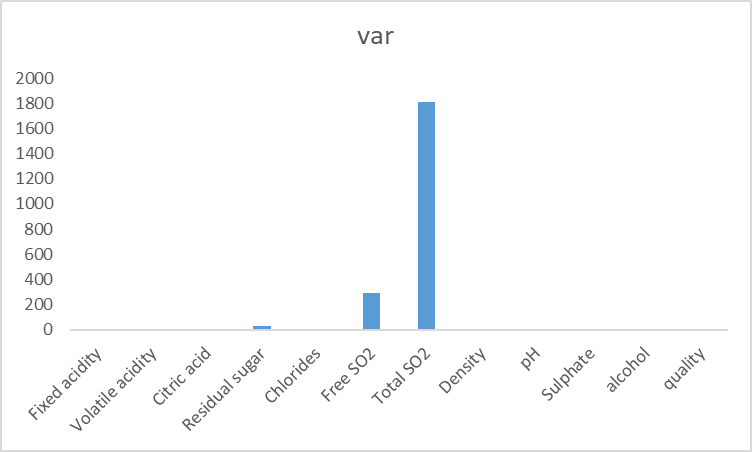 var
2000
1800
1600
1400
1200
1000
800
600
400
200
0
Fixed acidity
Volatile acidity
Citric acid
Residual sugar
Chlorides
Free SO2
Total SO2
Density
pH
Sulphate
alcohol
quality